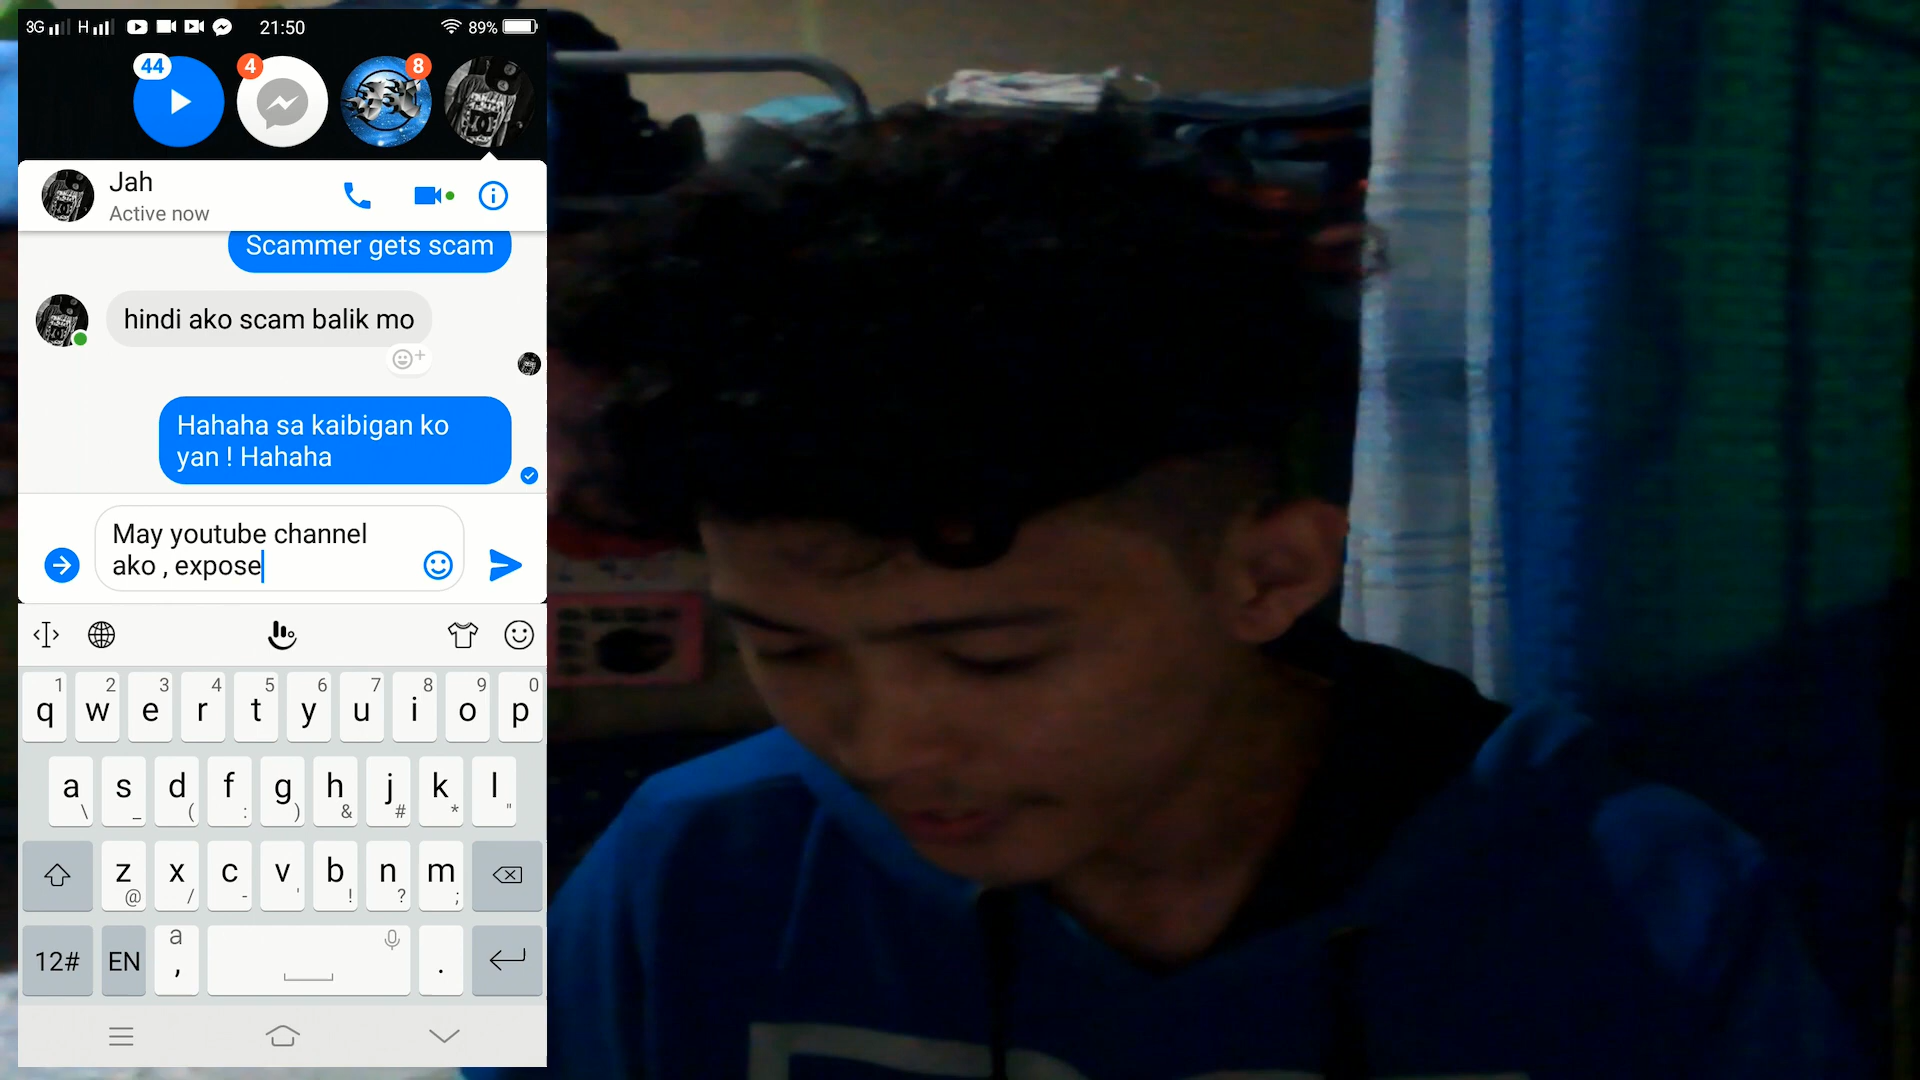 3G H 21:50 89%
44 4 8
Jah
Active now
Scammer gets scam
hindi ako scam balik mo
Hahaha sa kaibigan ko
yan ! Hahaha
May youtube channel
ako , expose
1 2 3 4 5 6 7 8 9 0
q w e r t y u i o p
a s d f g h j k l
\ _ ( : ) & # * "
z x c v b n m
@ / - ' ! ? ;
12# EN a , .